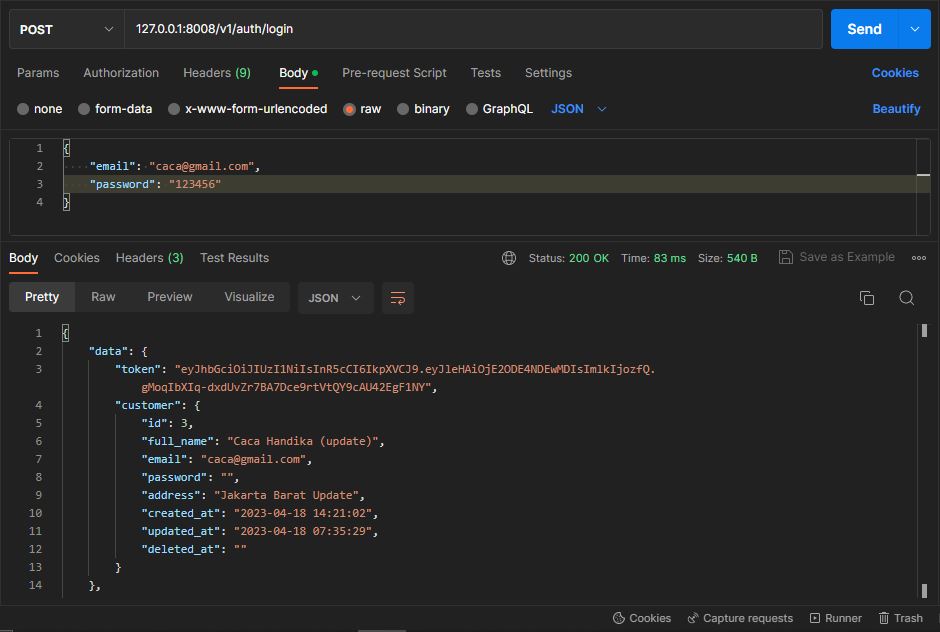 POST 127.0.0.1:8008/v1/auth/login Send
Params Authorization Headers (9) Body Pre-request Script Tests Settings Cookies
none form-data x-www-form-urlencoded raw binary GraphQL JSON Beautify
1 {
2 "email": "caca@gmail.com",
3 "password": "123456"
4 }
Body Cookies Headers (3) Test Results Status: 200 OK Time: 83 ms Size: 540 B Save as Example
Pretty Raw Preview Visualize JSON
1 {
2 "data": {
3 "token": "eyJhbGciOiJIUzI1NiIsInR5cCI6IkpXVCJ9.eyJleHAiOjE2ODE4NDEwMDIsImlkIjozfQ.
gMoqIbXIq-dxdUvZr7BA7Dce9rtVtQY9cAU42EgF1NY",
4 "customer": {
5 "id": 3,
6 "full_name": "Caca Handika (update)",
7 "email": "caca@gmail.com",
8 "password": "",
9 "address": "Jakarta Barat Update",
10 "created_at": "2023-04-18 14:21:02",
11 "updated_at": "2023-04-18 07:35:29",
12 "deleted_at": ""
13 }
14 },
Cookies Capture requests Runner Trash